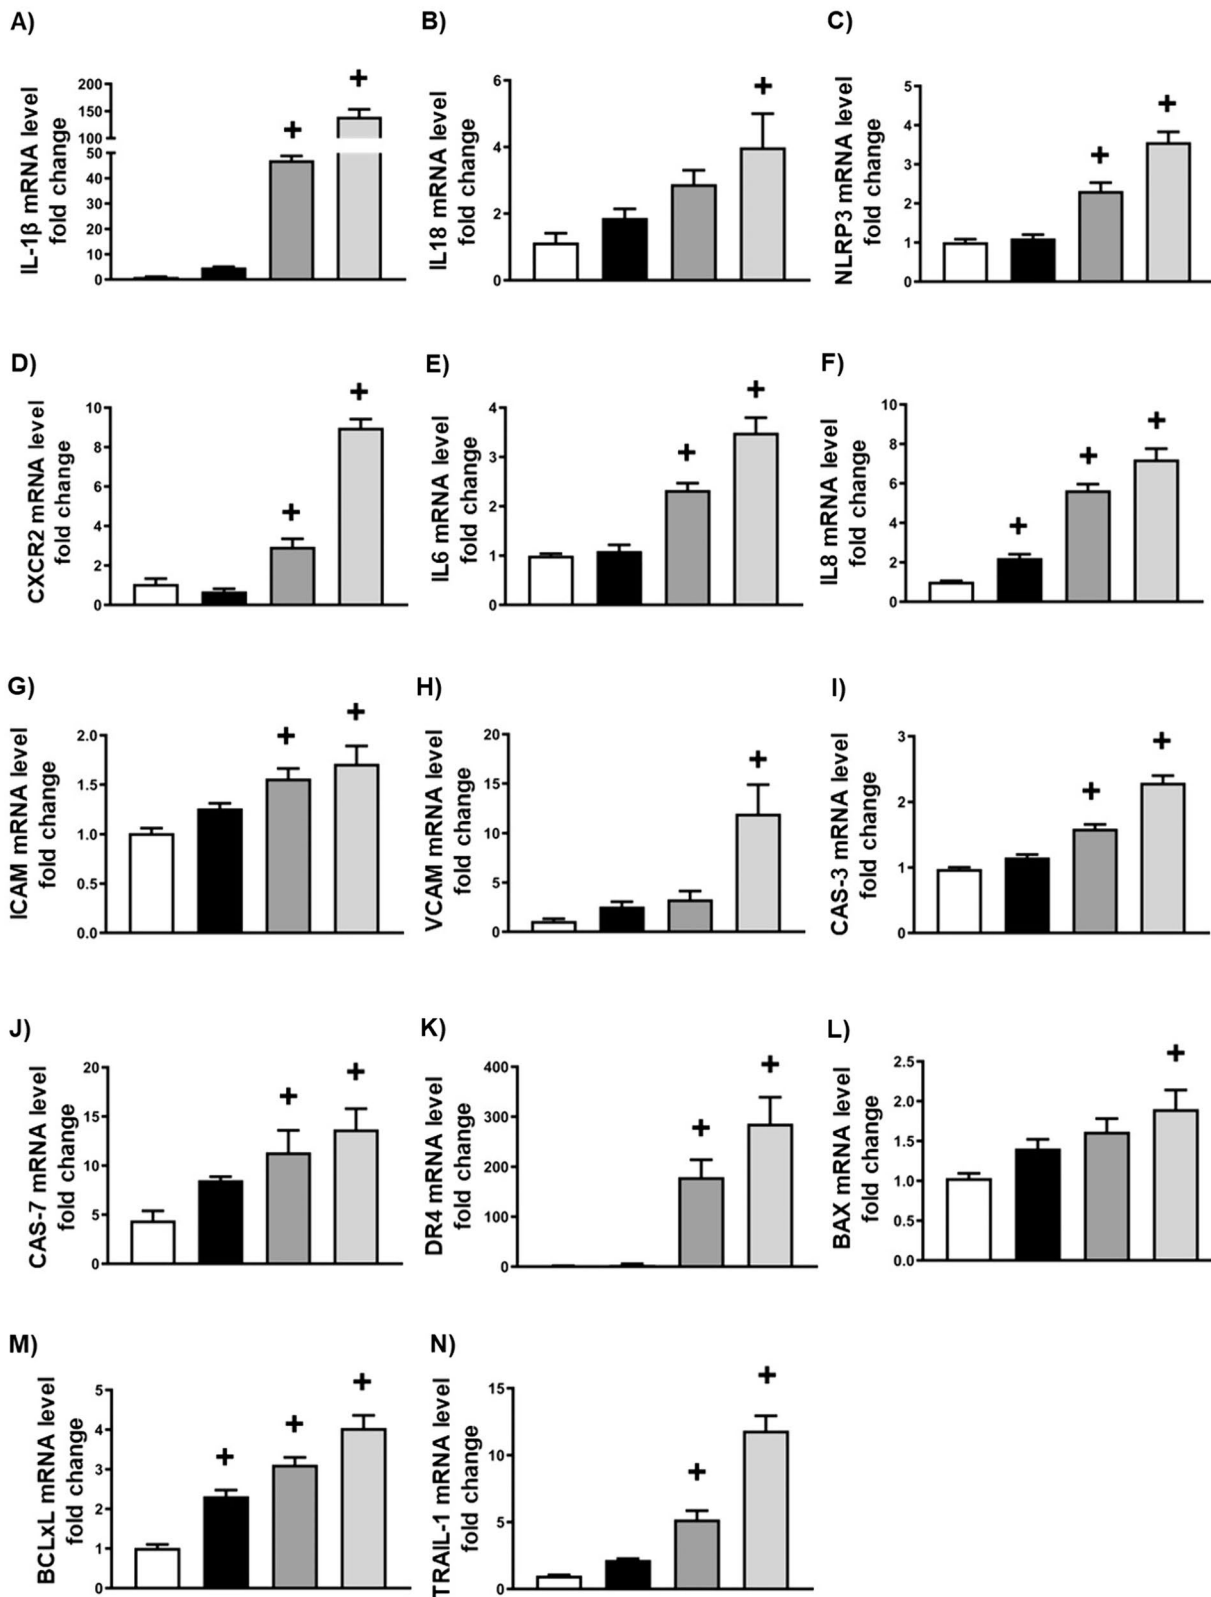 A)
IL-1β mRNA level
fold change
200
150
100
50
40
30
20
10
0
+
+
B)
IL18 mRNA level
fold change
6
4
2
0
+
C)
NLRP3 mRNA level
fold change
5
4
3
2
1
0
+
+
D)
CXCR2 mRNA level
fold change
10
8
6
4
2
0
+
+
E)
IL6 mRNA level
fold change
4
3
2
1
0
+
+
F)
IL8 mRNA level
fold change
10
8
6
4
2
0
+
+
+
G)
ICAM mRNA level
fold change
2.0
1.5
1.0
0.5
0.0
+
+
H)
VCAM mRNA level
fold change
20
15
10
5
0
+
I)
CAS-3 mRNA level
fold change
3
2
1
0
+
+
J)
CAS-7 mRNA level
fold change
20
15
10
5
0
+
+
K)
DR4 mRNA level
fold change
400
300
200
100
0
+
+
L)
BAX mRNA level
fold change
2.5
2.0
1.5
1.0
0.5
0.0
+
M)
BCLxL mRNA level
fold change
5
4
3
2
1
0
+
+
+
N)
TRAIL-1 mRNA level
fold change
15
10
5
0
+
+